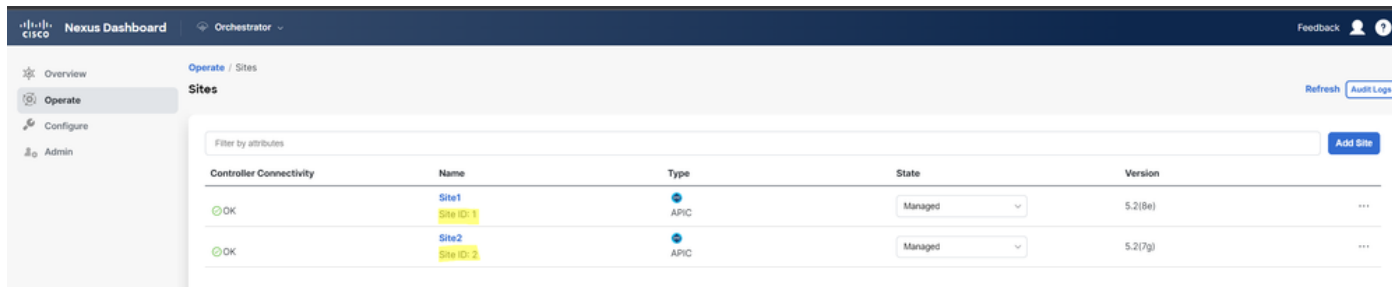 CISCO Nexus Dashboard Orchestrator Feedback ?
Overview
Operate
Configure
Admin
Operate / Sites
Sites
Refresh Audit Logs
Filter by attributes Add Site
Controller Connectivity Name Type State Version
OK Site1 APIC Managed 5.2(8e) ...
Site ID: 1
OK Site2 APIC Managed 5.2(7g) ...
Site ID: 2